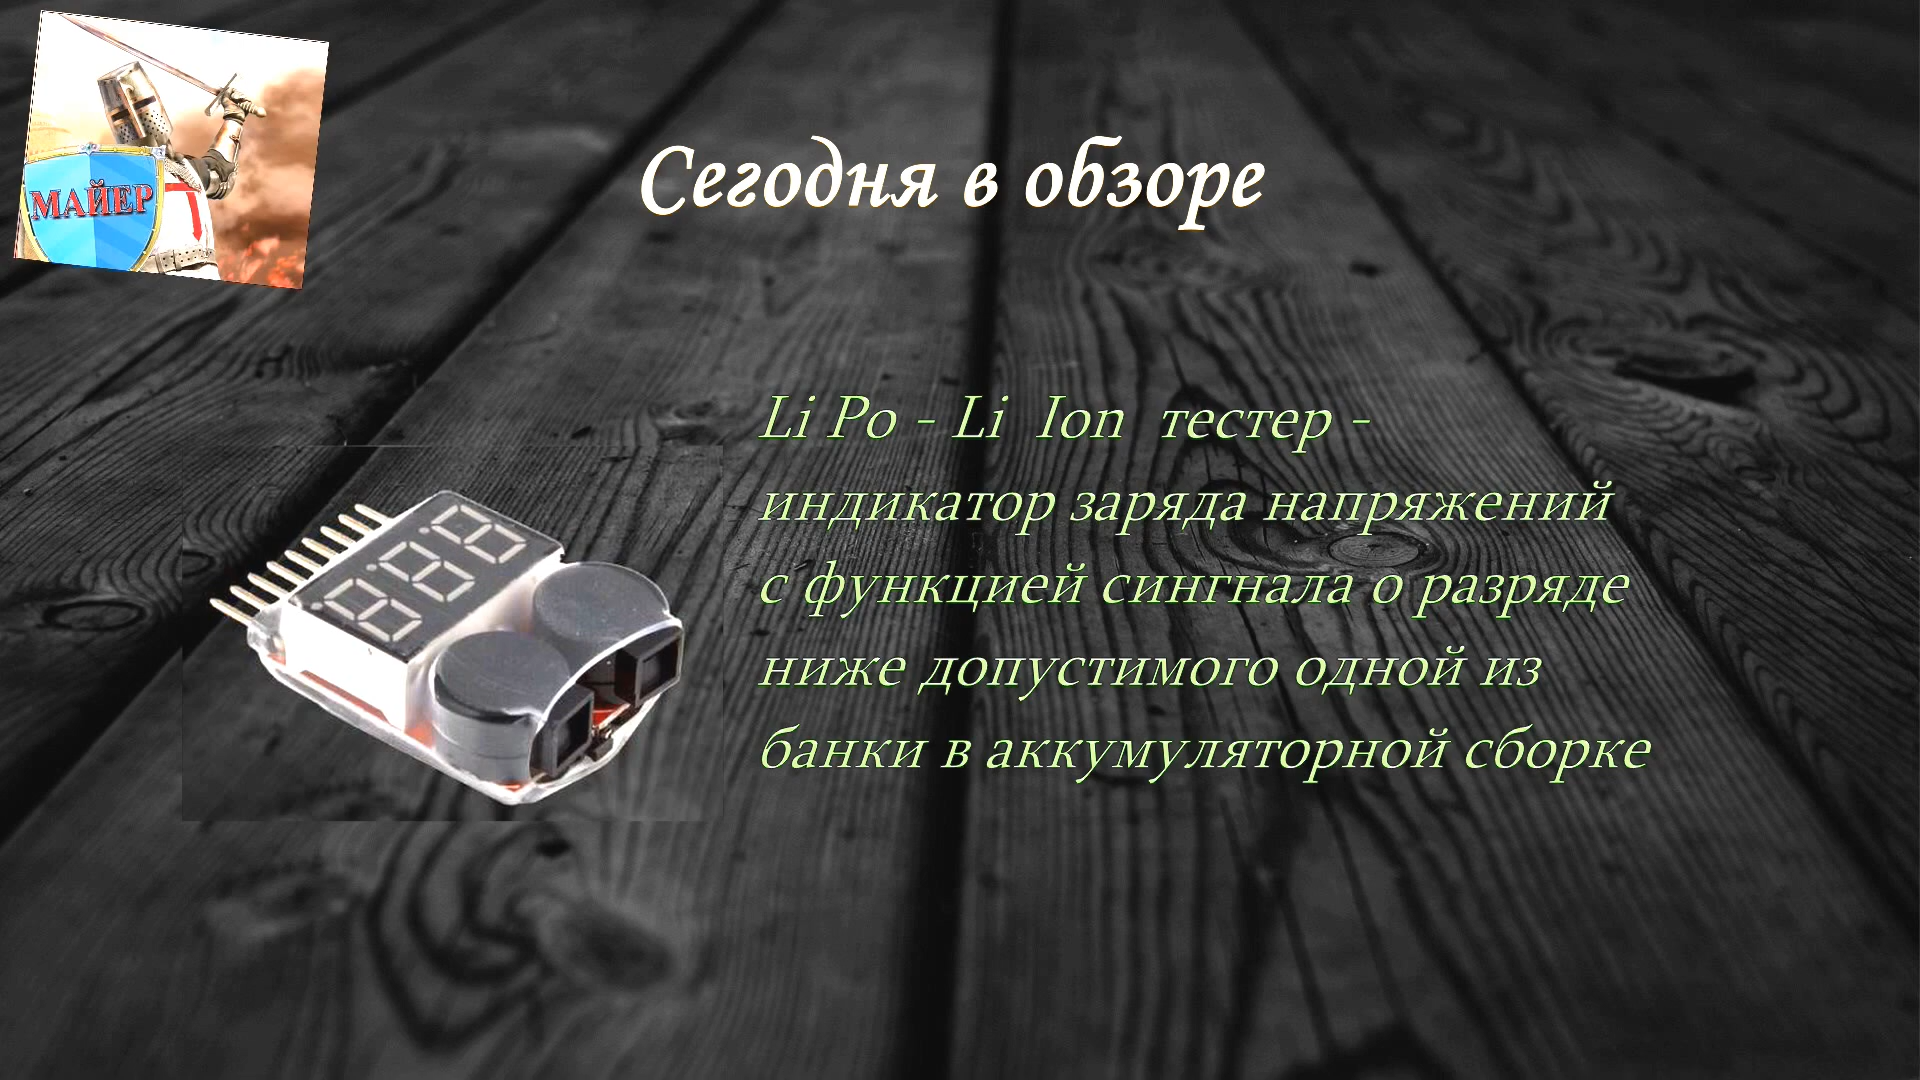 МАЙЕР
Сегодня в обзоре
Li Po - Li Ion тестер -
индикатор заряда напряжений
с функцией сингнала о разряде
ниже допустимого одной из
банки в аккумуляторной сборке